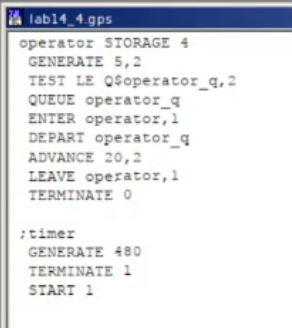 lab14_4.gps
operator STORAGE 4
GENERATE 5,2
TEST LE Q$operator_q,2
QUEUE operator_q
ENTER operator,1
DEPART operator_q
ADVANCE 20,2
LEAVE operator,1
TERMINATE 0
;timer
GENERATE 480
TERMINATE 1
START 1